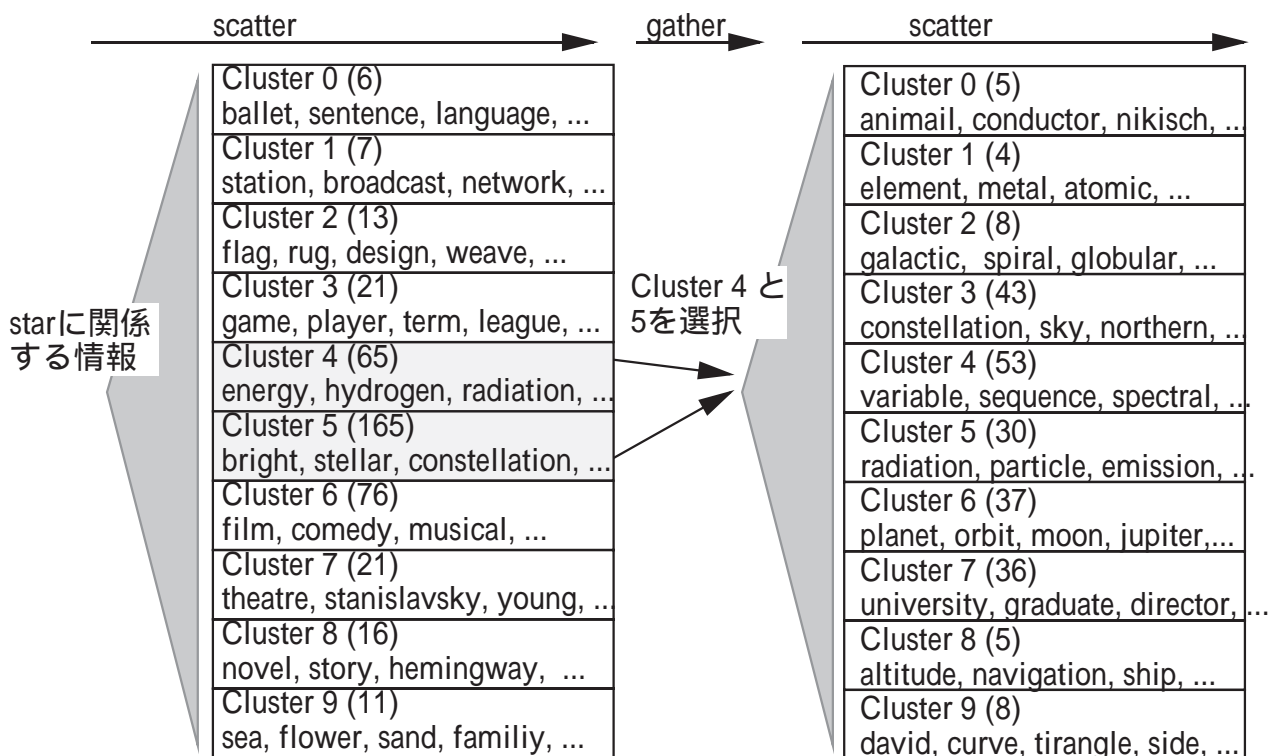 scatter
gather
scatter
Cluster 0 (6)
ballet, sentence, language, ...
Cluster 1 (7)
station, broadcast, network, ...
Cluster 2 (13)
flag, rug, design, weave, ...
Cluster 3 (21)
game, player, term, league, ...
Cluster 4 (65)
energy, hydrogen, radiation, ...
Cluster 5 (165)
bright, stellar, constellation, ...
Cluster 6 (76)
film, comedy, musical, ...
Cluster 7 (21)
theatre, stanislavsky, young, ...
Cluster 8 (16)
novel, story, hemingway, ...
Cluster 9 (11)
sea, flower, sand, familiy, ...
starに関係
する情報
Cluster 4 と
5を選択
Cluster 0 (5)
animail, conductor, nikisch, ...
Cluster 1 (4)
element, metal, atomic, ...
Cluster 2 (8)
galactic, spiral, globular, ...
Cluster 3 (43)
constellation, sky, northern, ...
Cluster 4 (53)
variable, sequence, spectral, ...
Cluster 5 (30)
radiation, particle, emission, ...
Cluster 6 (37)
planet, orbit, moon, jupiter,...
Cluster 7 (36)
university, graduate, director, ...
Cluster 8 (5)
altitude, navigation, ship, ...
Cluster 9 (8)
david, curve, tirangle, side, ...